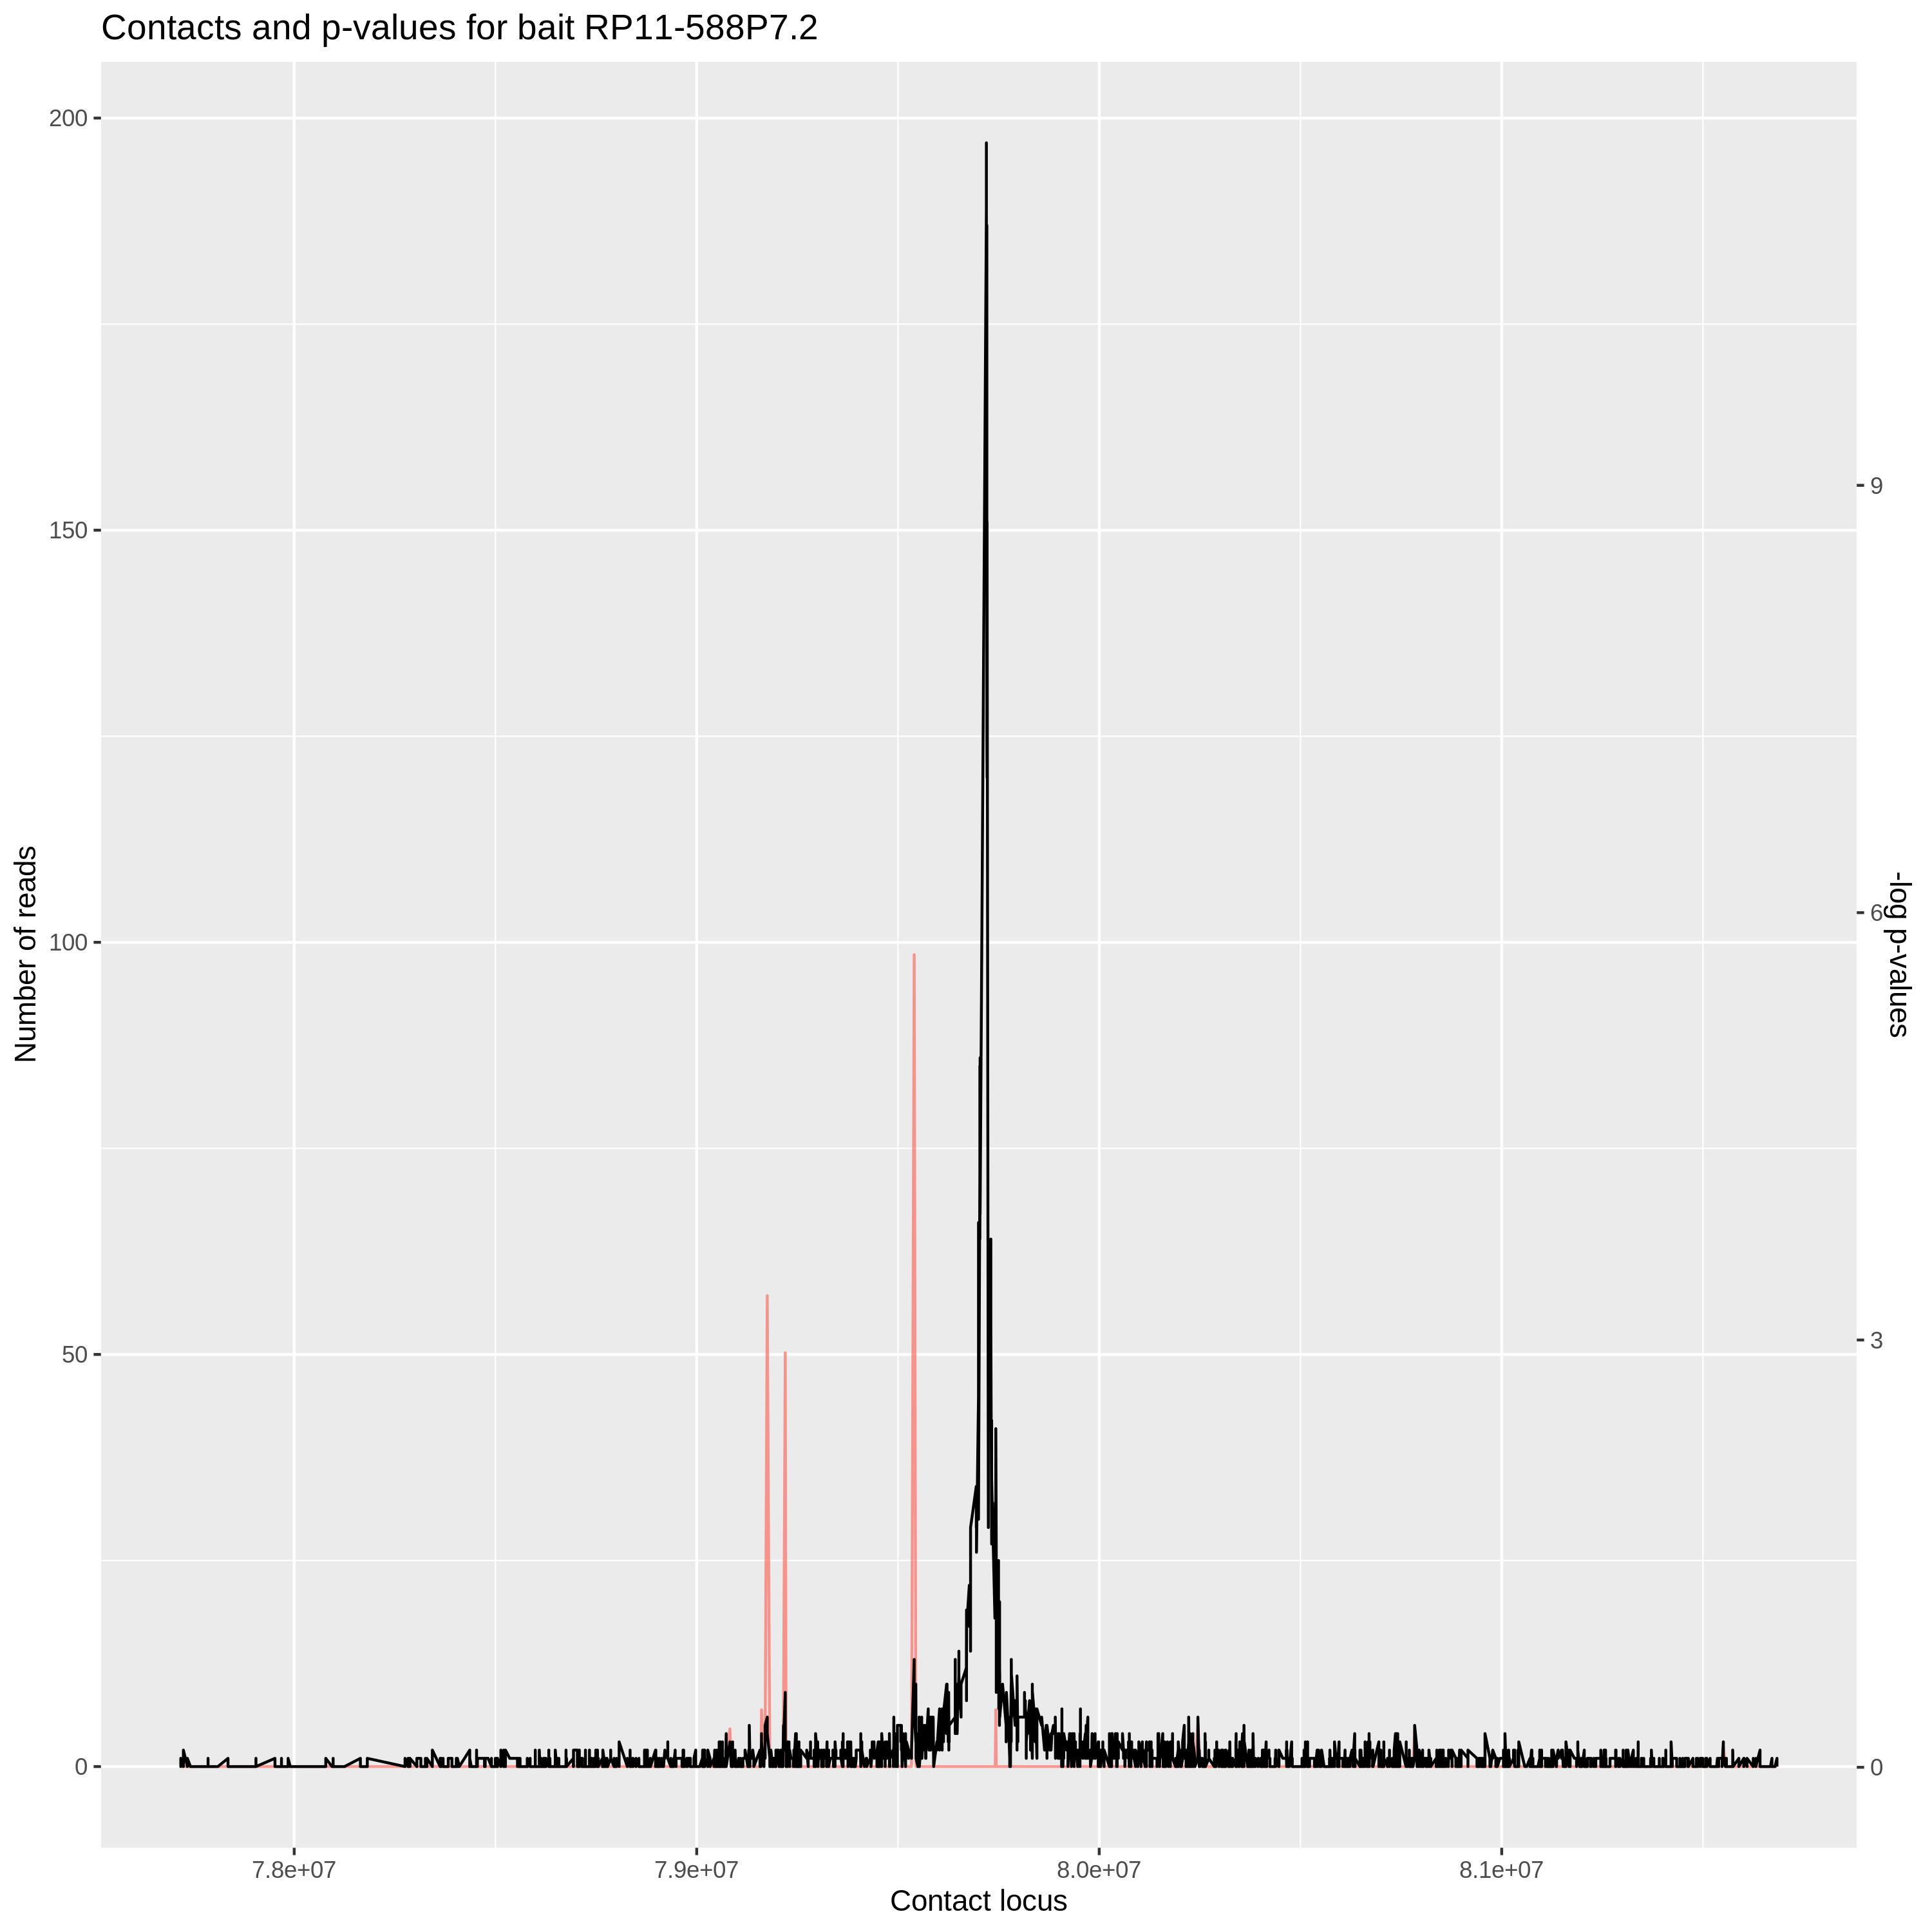 Contacts and p-values for bait RP11-588P7.2
200
150
100
50
0
Number of reads
9
6
3
0
-log p-values
7.8e+07
7.9e+07
8.0e+07
8.1e+07
Contact locus